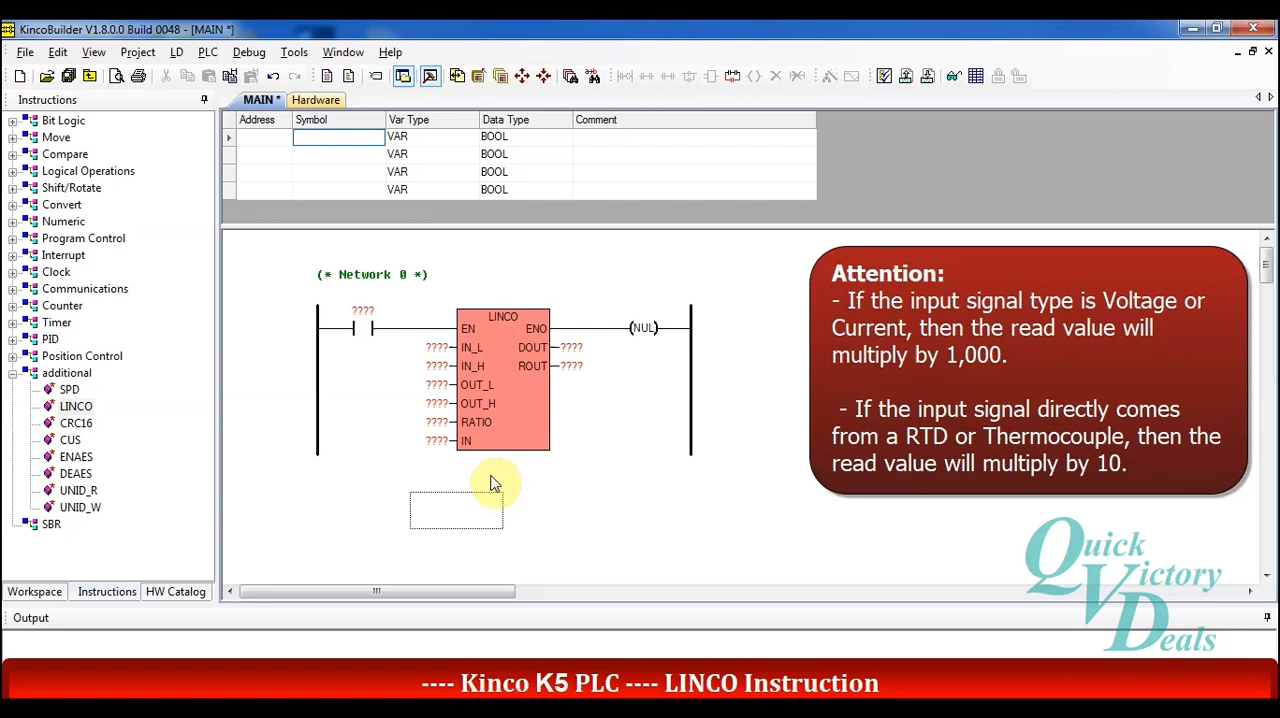 KincoBuilder V1.8.0.0 Build 0048 - [MAIN *]
File Edit View Project LD PLC Debug Tools Window Help
Instructions
MAIN * Hardware
Address Symbol Var Type Data Type Comment
VAR BOOL
VAR BOOL
VAR BOOL
VAR BOOL
Bit Logic
Move
Compare
Logical Operations
Shift/Rotate
Convert
Numeric
Program Control
Interrupt
Clock
Communications
Counter
Timer
PID
Position Control
additional
SPD
LINCO
CRC16
CUS
ENAES
DEAES
UNID_R
UNID_W
SBR
Workspace Instructions HW Catalog
(* Network 0 *)
????
LINCO
EN ENO (NUL)
???? IN_L DOUT ????
???? IN_H ROUT ????
???? OUT_L
???? OUT_H
???? RATIO
???? IN
Attention:
- If the input signal type is Voltage or
Current, then the read value will
multiply by 1,000.
- If the input signal directly comes
from a RTD or Thermocouple, then the
read value will multiply by 10.
Quick
Victory
Deals
Output
---- Kinco K5 PLC ---- LINCO Instruction